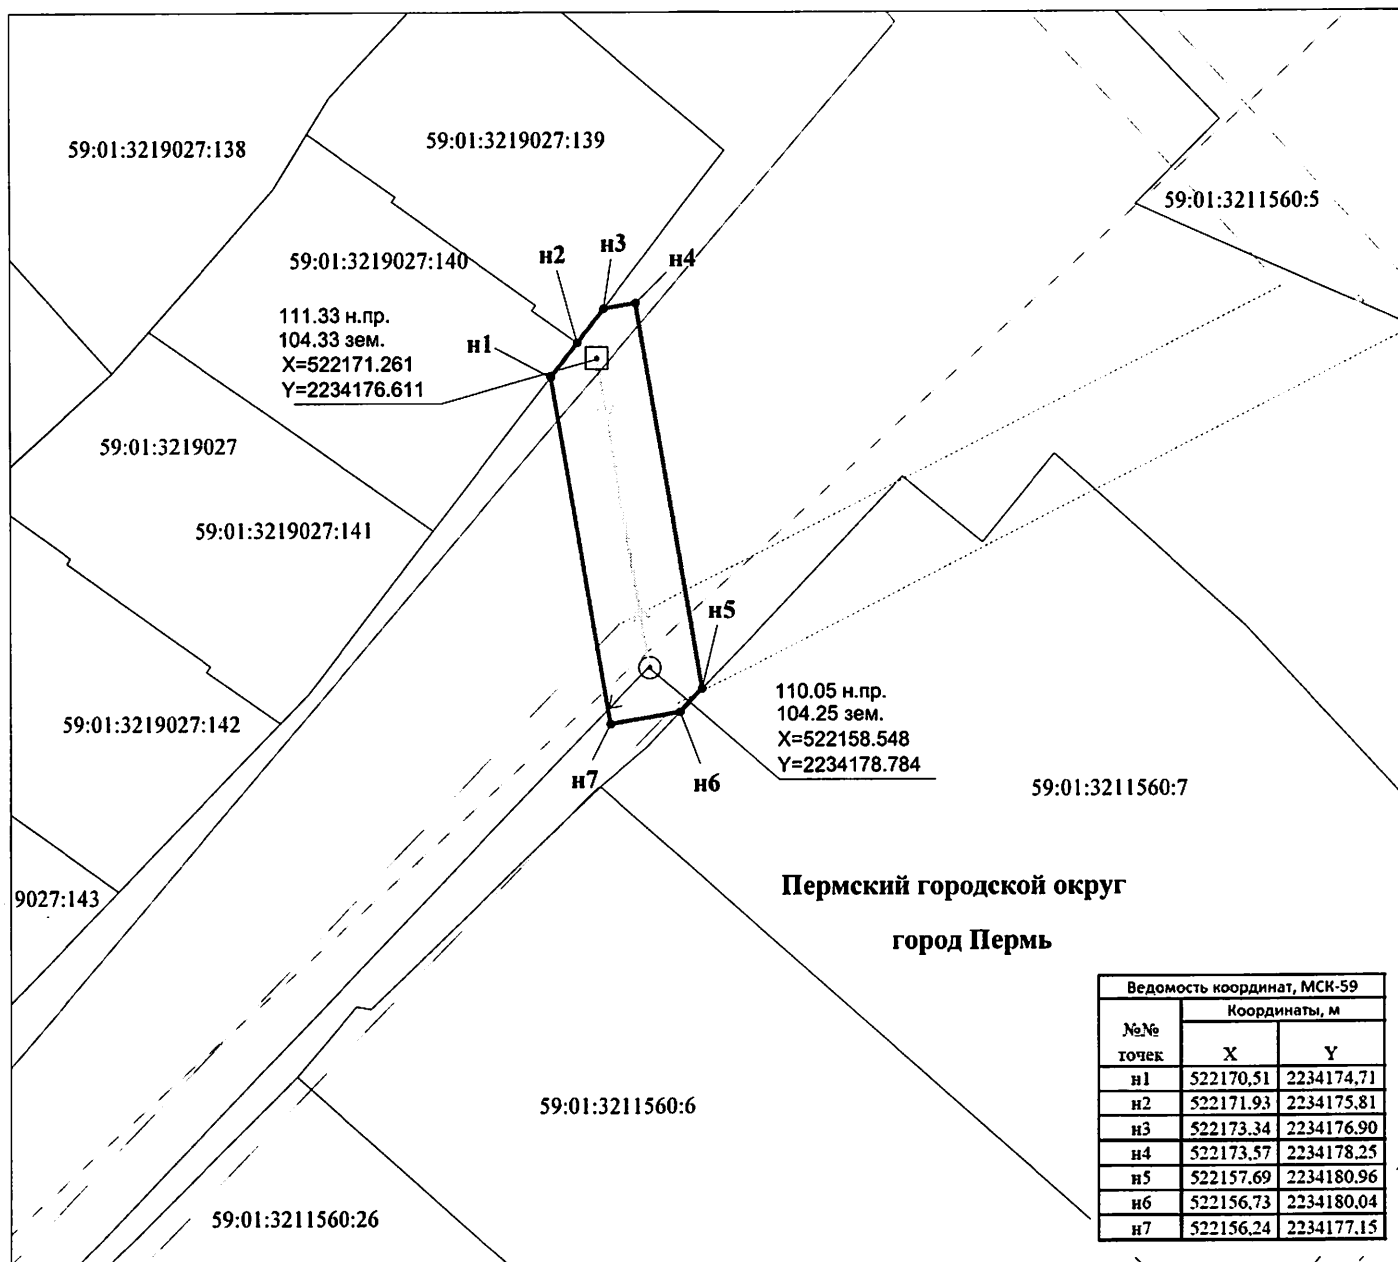 59:01:3219027:138
59:01:3219027:139
59:01:3211560:5
59:01:3219027:140
н2
н3
н4
111.33 н.пр.
104.33 зем.
X=522171.261
Y=2234176.611
н1
59:01:3219027
59:01:3219027:141
н5
110.05 н.пр.
104.25 зем.
X=522158.548
Y=2234178.784
59:01:3219027:142
н7
н6
59:01:3211560:7
9027:143
Пермский городской округ
город Пермь
Ведомость координат, МСК-59
№№ точек Координаты, м
X Y
н1 522170,51 2234174,71
н2 522171,93 2234175,81
н3 522173,34 2234176,90
н4 522173,57 2234178,25
н5 522157,69 2234180,96
н6 522156,73 2234180,04
н7 522156,24 2234177,15
59:01:3211560:6
59:01:3211560:26